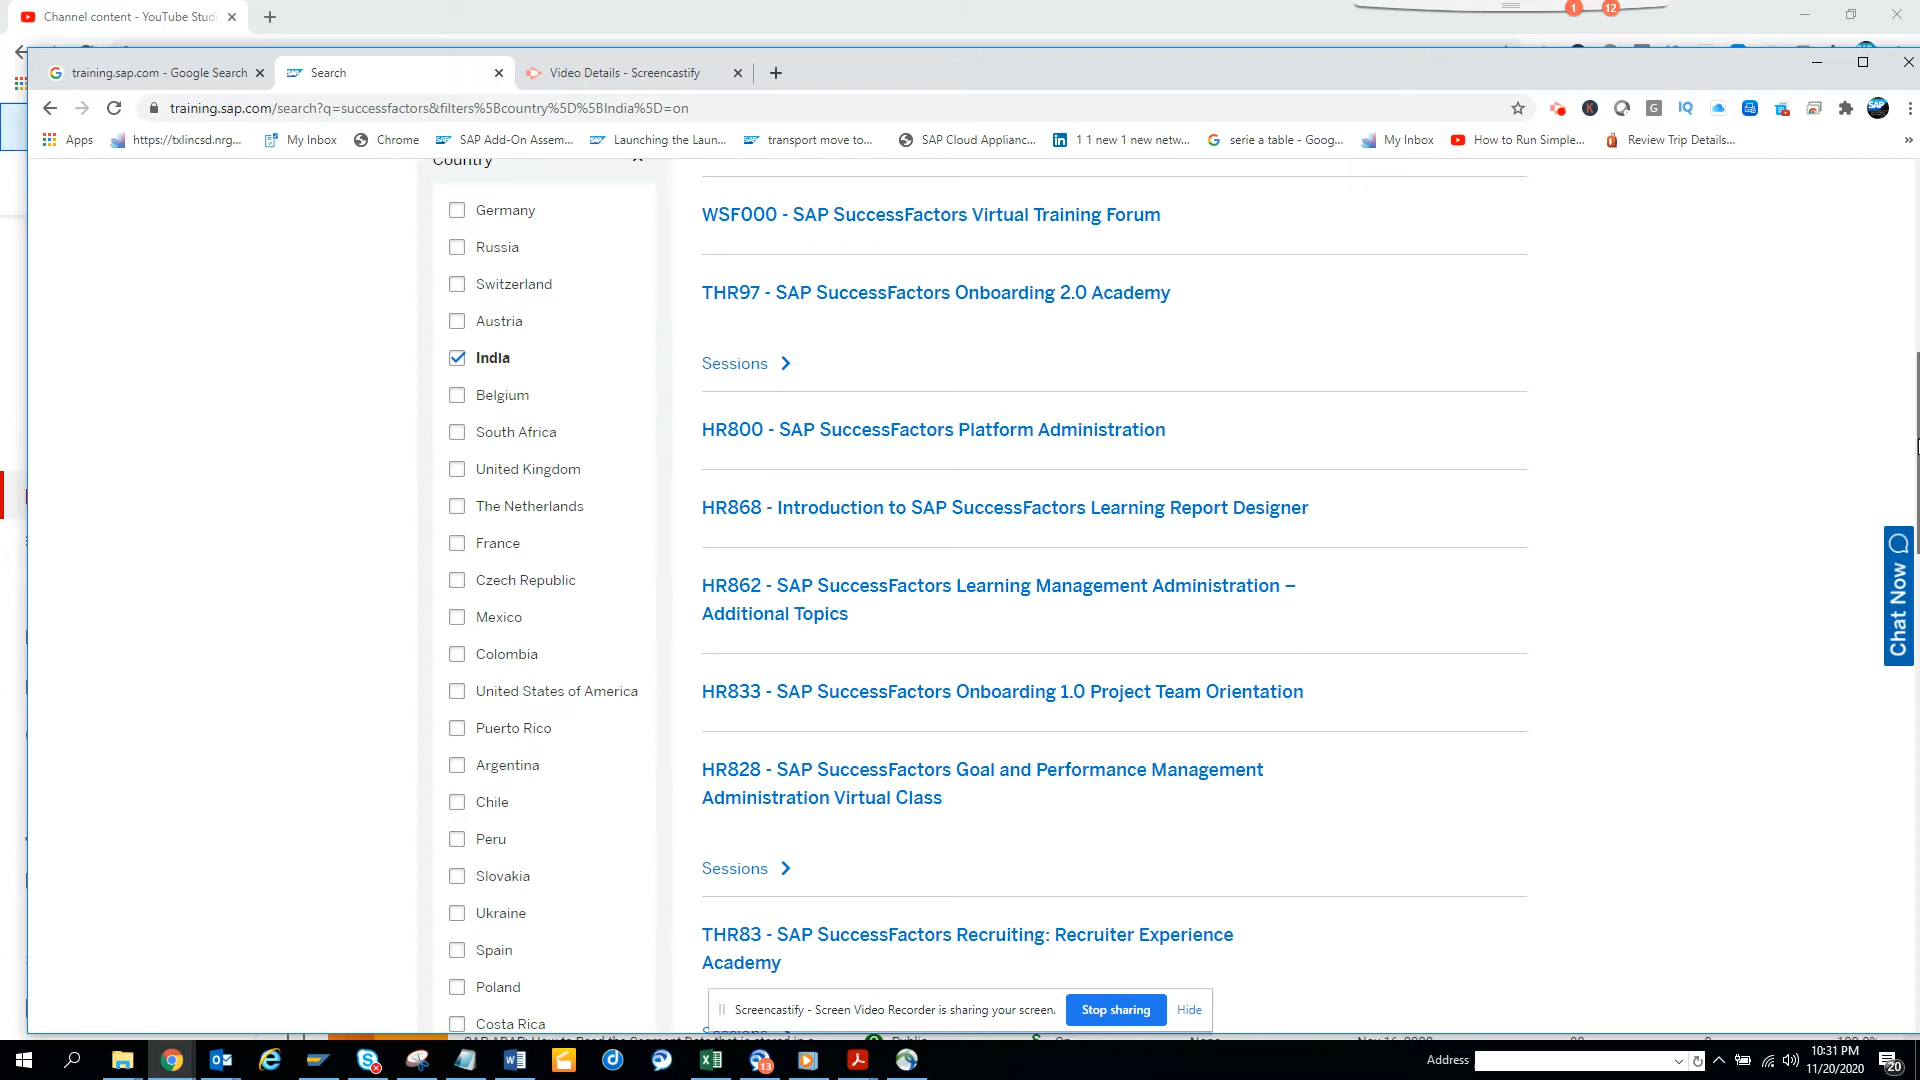 Channel content - YouTube Stud
1
12
training.sap.com - Google Search
Search
Video Details - Screencastify
training.sap.com/search?q=successfactors&filters%5Bcountry%5D%5BIndia%5D=on
Apps
https://txlincsd.nrg...
My Inbox
Chrome
SAP Add-On Assem...
Launching the Laun...
transport move to...
SAP Cloud Applianc...
1 1 new 1 new netw...
serie a table - Goog...
My Inbox
How to Run Simple...
Review Trip Details...
Country
Germany
Russia
Switzerland
Austria
India
Belgium
South Africa
United Kingdom
The Netherlands
France
Czech Republic
Mexico
Colombia
United States of America
Puerto Rico
Argentina
Chile
Peru
Slovakia
Ukraine
Spain
Poland
Costa Rica
WSF000 - SAP SuccessFactors Virtual Training Forum
THR97 - SAP SuccessFactors Onboarding 2.0 Academy
Sessions
HR800 - SAP SuccessFactors Platform Administration
HR868 - Introduction to SAP SuccessFactors Learning Report Designer
HR862 - SAP SuccessFactors Learning Management Administration –
Additional Topics
HR833 - SAP SuccessFactors Onboarding 1.0 Project Team Orientation
HR828 - SAP SuccessFactors Goal and Performance Management
Administration Virtual Class
Sessions
THR83 - SAP SuccessFactors Recruiting: Recruiter Experience
Academy
Chat Now
Screencastify - Screen Video Recorder is sharing your screen.
Stop sharing
Hide
Address
10:31 PM
11/20/2020
13
20